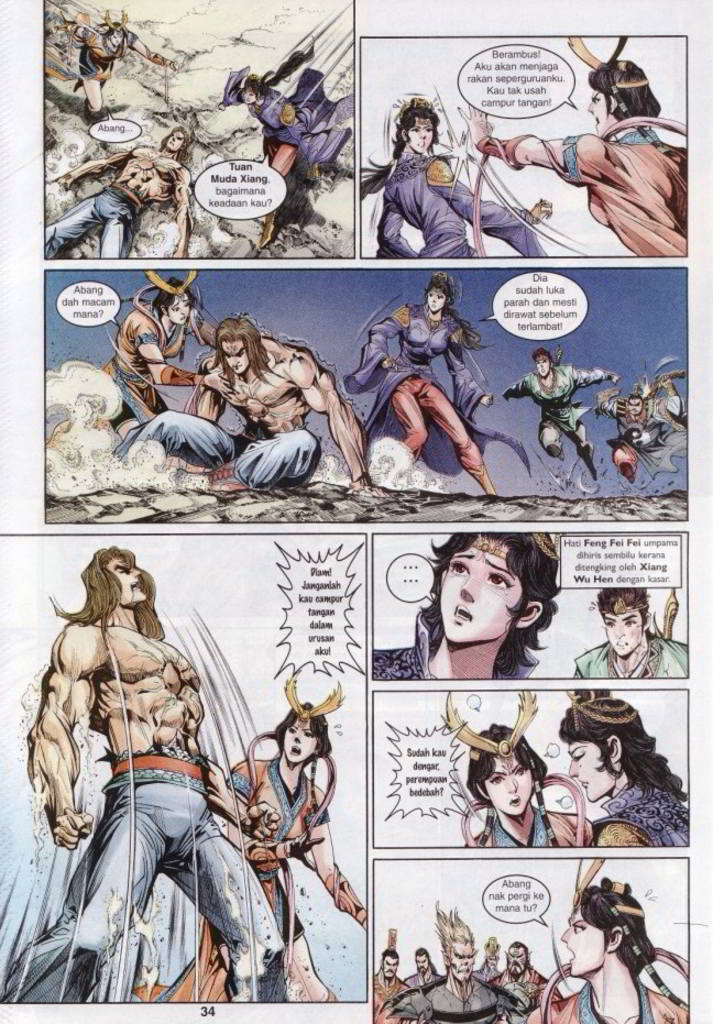 Abang...
Tuan
Muda Xiang,
bagaimana
keadaan kau?
Berambus!
Aku akan menjaga
rakan seperguruanku.
Kau tak usah
campur tangan!
Abang
dah macam
mana?
Dia
sudah luka
parah dan mesti
dirawat sebelum
terlambat!
Diam!
Janganlah
kau campur
tangan
dalam
urusan
aku!
...
...
Hati Feng Fei Fei umpama
dihiris sembilu kerana
ditengking oleh Xiang
Wu Hen dengan kasar.
Sudah kau
dengar,
perempuan
bedebah?
Abang
nak pergi ke
mana tu?
34